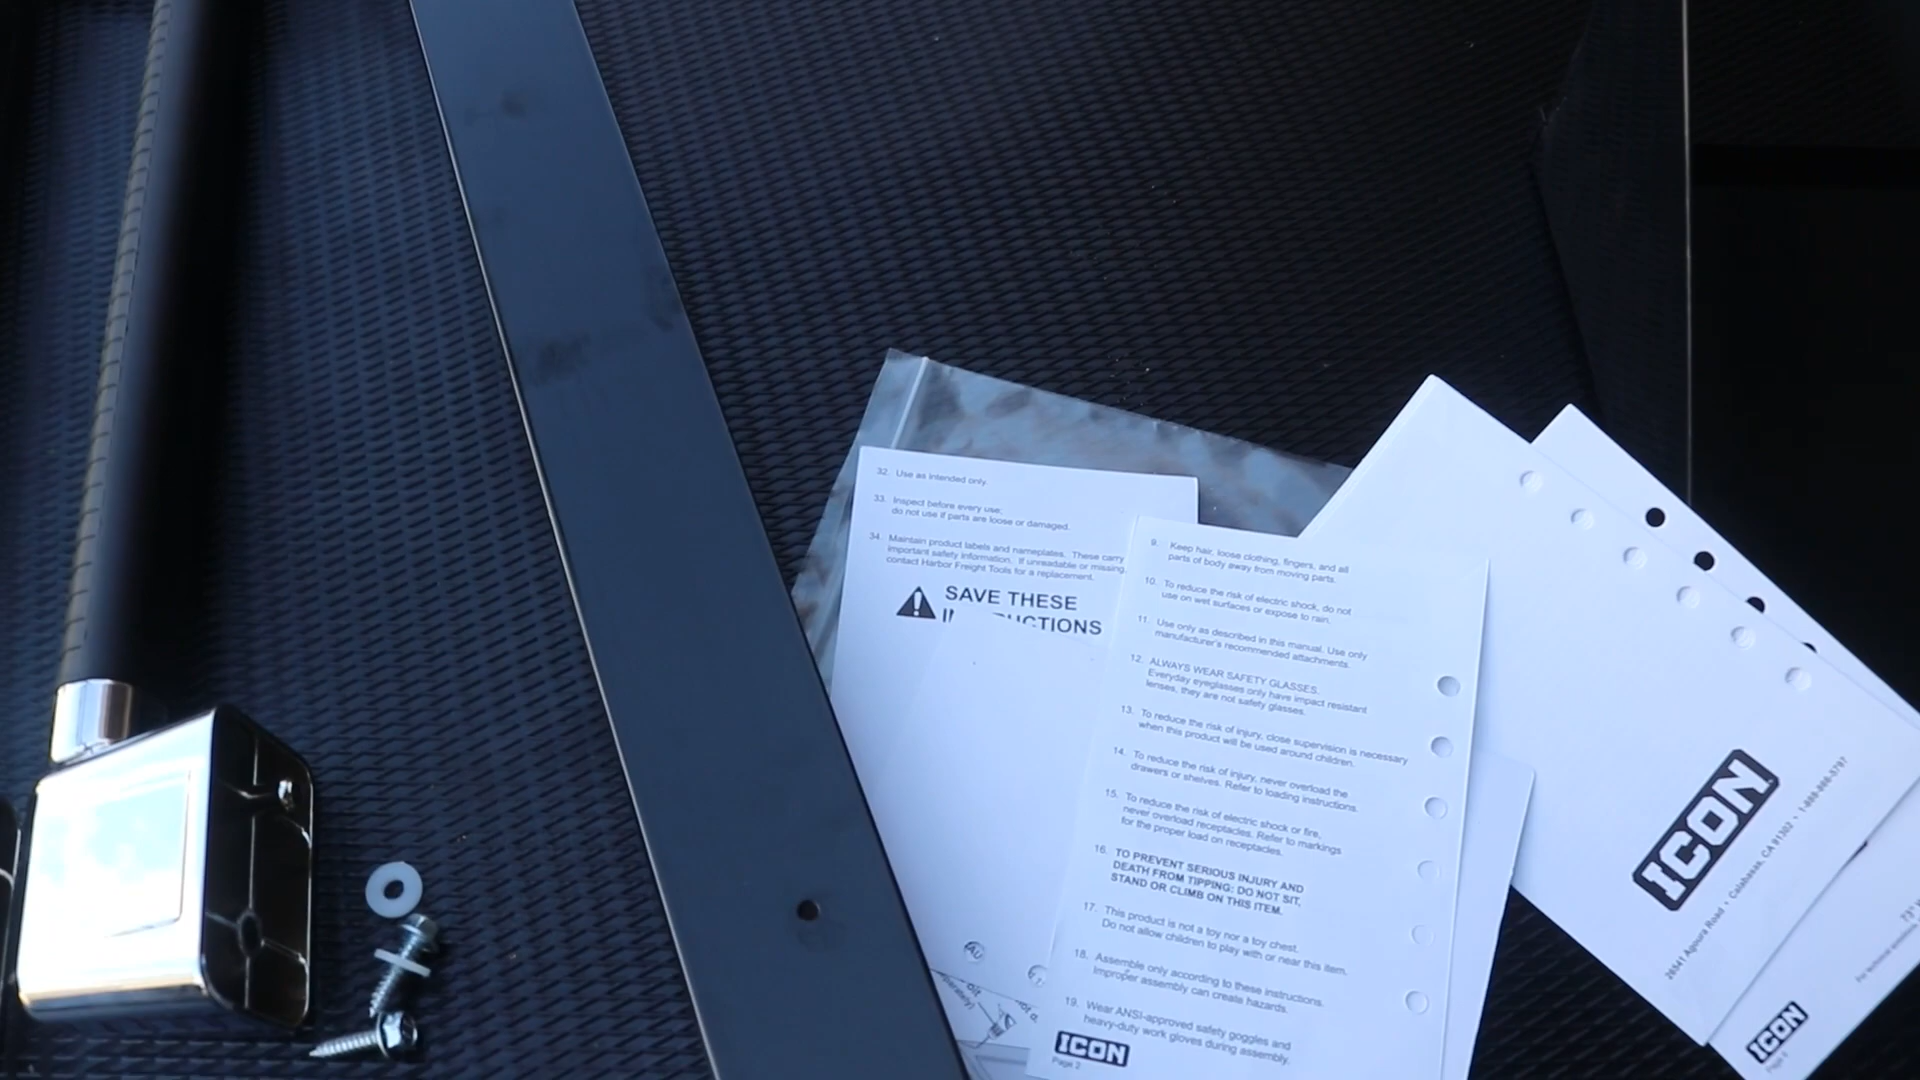 32. Use as intended only.
33. Inspect before every use;
do not use if parts are loose or damaged.
34. Maintain product labels and nameplates. These carry
important safety information. If unreadable or missing,
contact Harbor Freight Tools for a replacement.
SAVE THESE
9. Keep hair, loose clothing, fingers, and all
parts of body away from moving parts.
10. To reduce the risk of electric shock, do not
use on wet surfaces or expose to rain.
11. Use only as described in this manual. Use only
manufacturer's recommended attachments.
12. ALWAYS WEAR SAFETY GLASSES.
Everyday eyeglasses only have impact resistant
lenses, they are not safety glasses.
13. To reduce the risk of injury, close supervision is necessary
when this product will be used around children.
14. To reduce the risk of injury, never overload the
drawers or shelves. Refer to loading instructions.
15. To reduce the risk of electric shock or fire,
never overload receptacles. Refer to markings
for the proper load on receptacles.
16. TO PREVENT SERIOUS INJURY AND
DEATH FROM TIPPING: DO NOT SIT,
STAND OR CLIMB ON THIS ITEM.
17. This product is not a toy nor a toy chest.
Do not allow children to play with or near this item.
18. Assemble only according to these instructions.
Improper assembly can create hazards.
19. Wear ANSI-approved safety goggles and
heavy-duty work gloves during assembly.
ICON
Page 2
ICON
26541 Agoura Road • Calabasas, CA 91302 • 1-888-866-5797
ICON